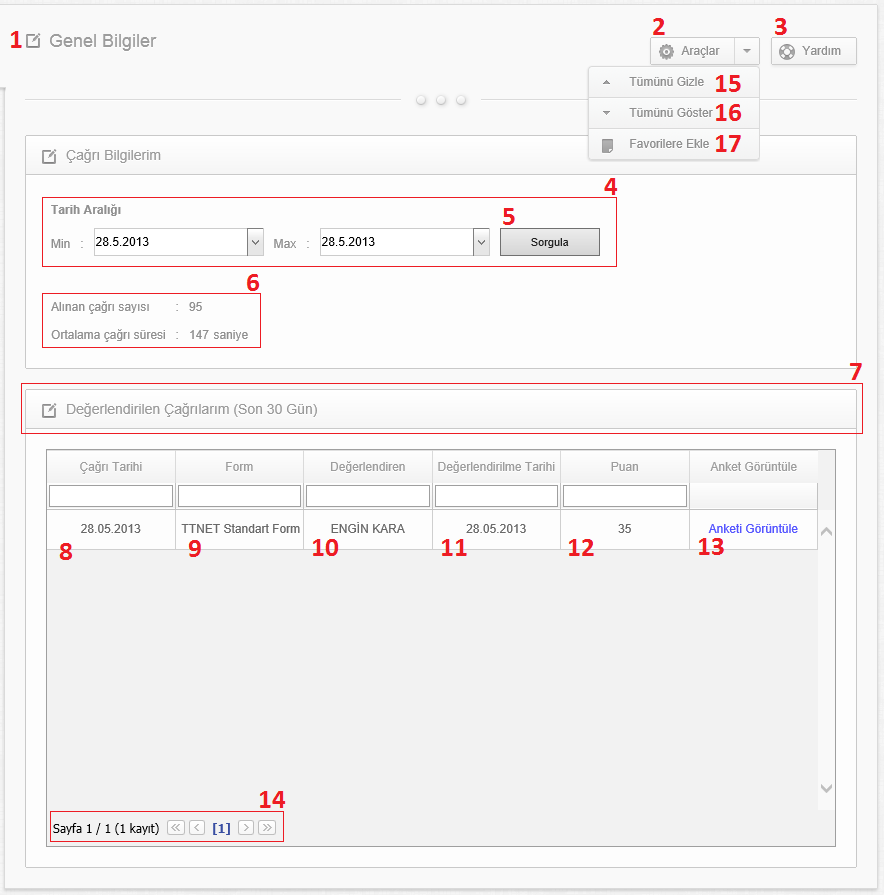 2 3
1 Genel Bilgiler
Araçlar Yardım
Tümünü Gizle 15
Tümünü Göster 16
Favorilere Ekle 17
Çağrı Bilgilerim
4
Tarih Aralığı
5
Min : 28.5.2013 Max : 28.5.2013 Sorgula
6
Alınan çağrı sayısı : 95
Ortalama çağrı süresi : 147 saniye
7
Değerlendirilen Çağrılarım (Son 30 Gün)
Çağrı Tarihi Form Değerlendiren Değerlendirilme Tarihi Puan Anket Görüntüle
28.05.2013 TTNET Standart Form ENGİN KARA 28.05.2013 35 Anketi Görüntüle
8 9 10 11 12 13
14
Sayfa 1 / 1 (1 kayıt) [1]